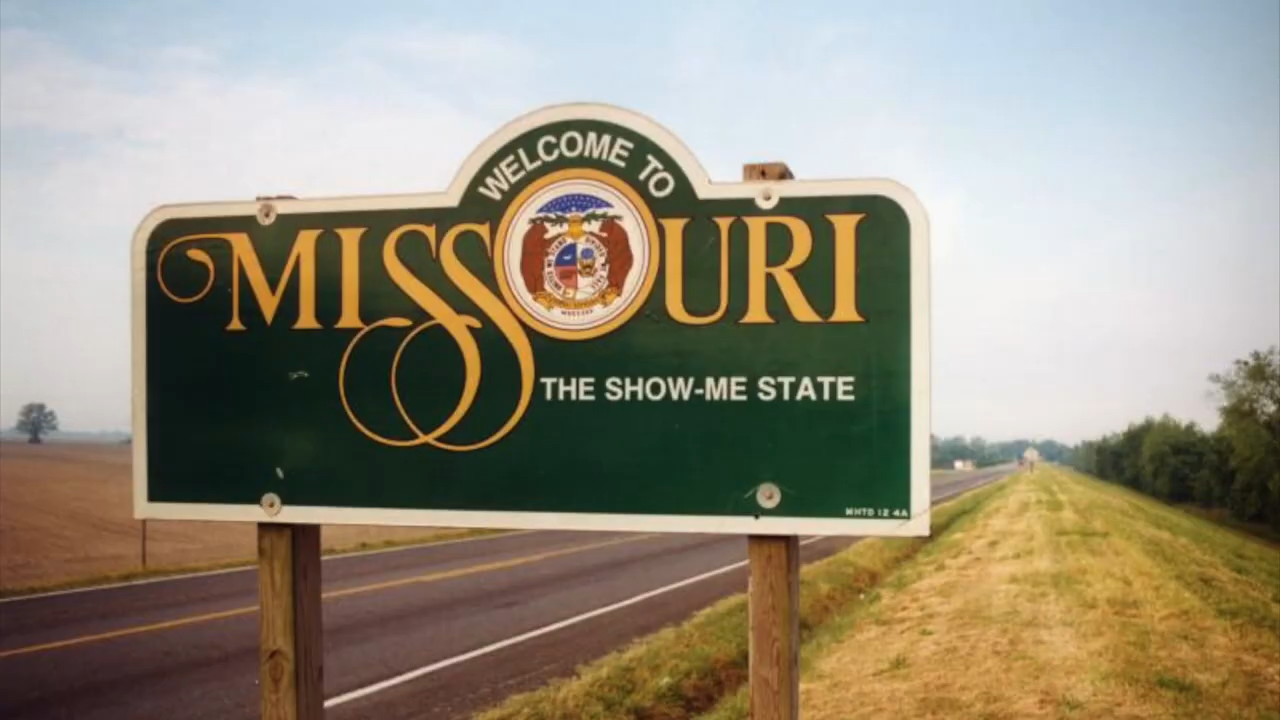 WELCOME TO
MISSOURI
THE SHOW-ME STATE
MHTD 12 4A